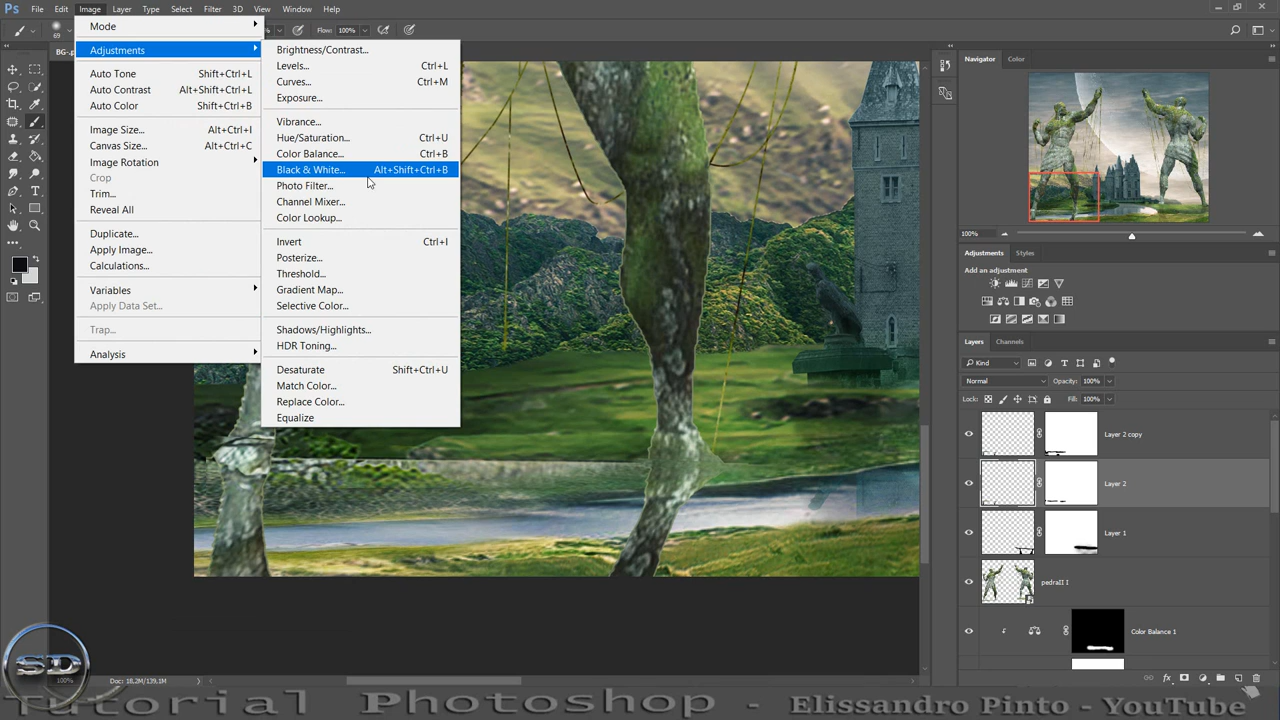 Ps File Edit Image Layer Type Select Filter 3D View Window Help
69 Flow: 100%
BG-.p
Mode
Adjustments
Auto Tone Shift+Ctrl+L
Auto Contrast Alt+Shift+Ctrl+L
Auto Color Shift+Ctrl+B
Image Size... Alt+Ctrl+I
Canvas Size... Alt+Ctrl+C
Image Rotation
Crop
Trim...
Reveal All
Duplicate...
Apply Image...
Calculations...
Variables
Apply Data Set...
Trap...
Analysis
Brightness/Contrast...
Levels... Ctrl+L
Curves... Ctrl+M
Exposure...
Vibrance...
Hue/Saturation... Ctrl+U
Color Balance... Ctrl+B
Black & White... Alt+Shift+Ctrl+B
Photo Filter...
Channel Mixer...
Color Lookup...
Invert Ctrl+I
Posterize...
Threshold...
Gradient Map...
Selective Color...
Shadows/Highlights...
HDR Toning...
Desaturate Shift+Ctrl+U
Match Color...
Replace Color...
Equalize
Navigator Color
100%
Adjustments Styles
Add an adjustment
Layers Channels
Kind
Normal Opacity: 100%
Lock: Fill: 100%
Layer 2 copy
Layer 2
Layer 1
pedraII I
Color Balance 1
fx
100% Doc: 18,2M/139,1M
SD
Tutorial Photoshop - Elissandro Pinto - YouTube